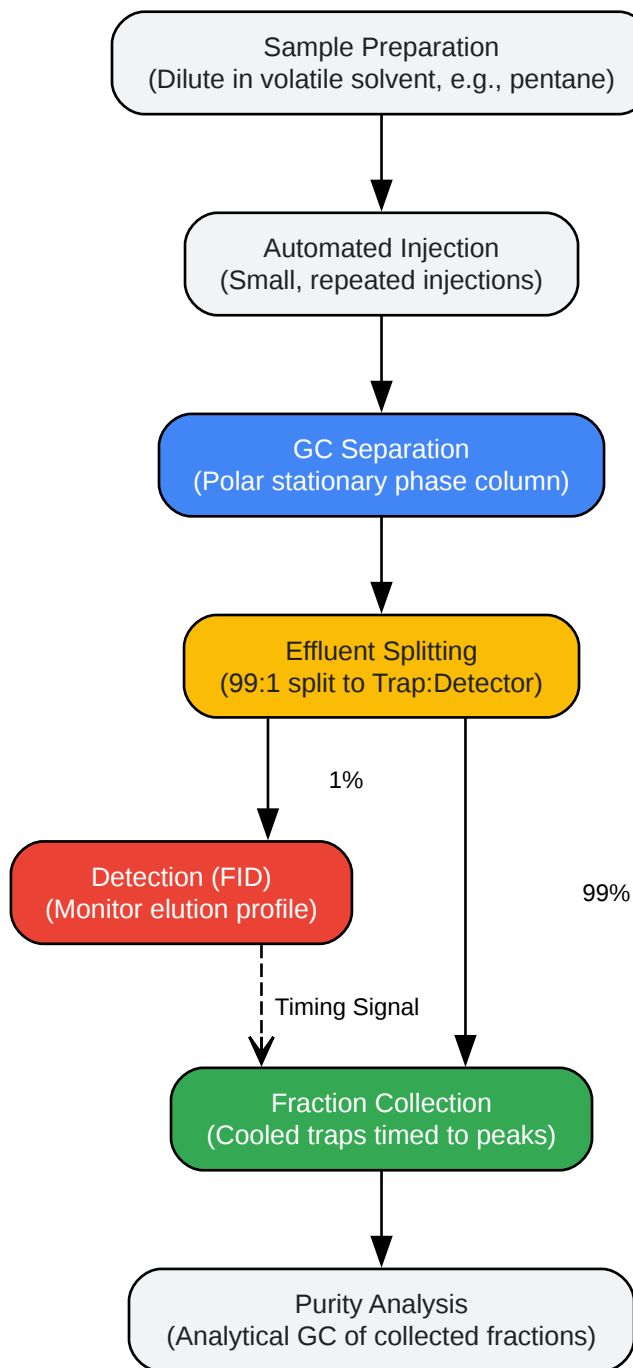 Sample Preparation
(Dilute in volatile solvent, e.g., pentane)
Automated Injection
(Small, repeated injections)
GC Separation
(Polar stationary phase column)
Effluent Splitting
(99:1 split to Trap:Detector)
1%
Detection (FID)
(Monitor elution profile)
99%
Timing Signal
Fraction Collection
(Cooled traps timed to peaks)
Purity Analysis
(Analytical GC of collected fractions)